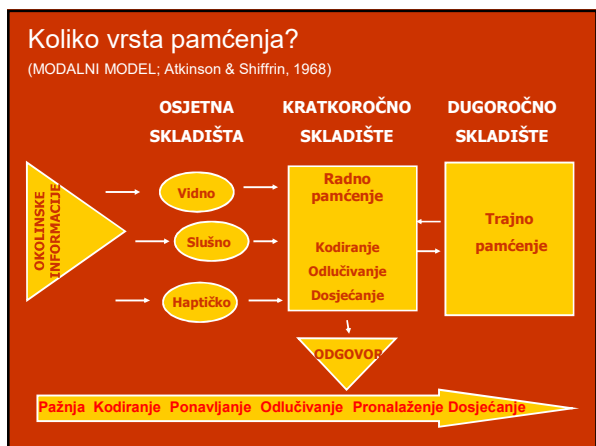 Koliko vrsta pamćenja?
(MODALNI MODEL; Atkinson & Shiffrin, 1968)
OSJETNA
SKLADIŠTA
KRATKOROČNO
SKLADIŠTE
DUGOROČNO
SKLADIŠTE
OKOLINSKE
INFORMACIJE
Vidno
Slušno
Haptičko
Radno
pamćenje
Kodiranje
Odlučivanje
Dosjećanje
Trajno
pamćenje
ODGOVOR
Pažnja Kodiranje Ponavljanje Odlučivanje Pronalaženje Dosjećanje